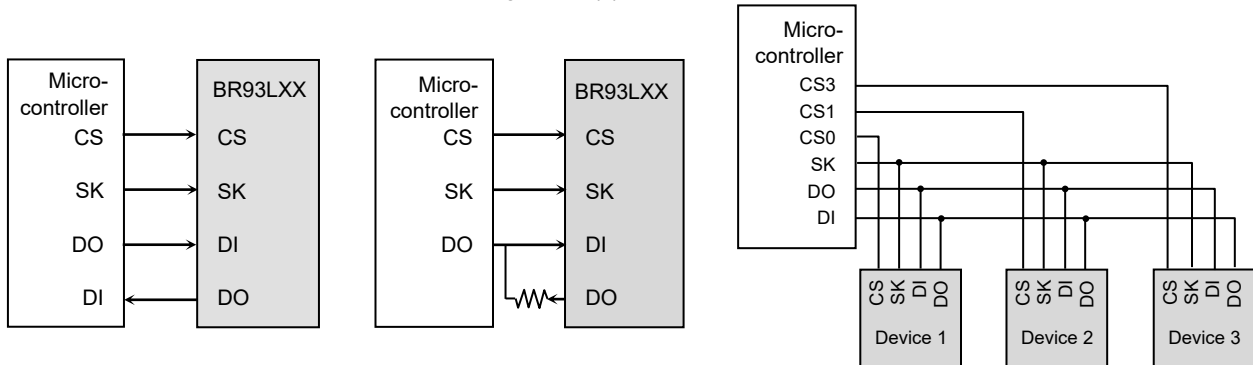 Micro-
controller
CS
SK
DO
DI
BR93LXX
CS
SK
DI
DO
Micro-
controller
CS
SK
DO
BR93LXX
CS
SK
DI
DO
Micro-
controller
CS3
CS1
CS0
SK
DO
DI
CS
SK
DI
DO
Device 1
CS
SK
DI
DO
Device 2
CS
SK
DI
DO
Device 3